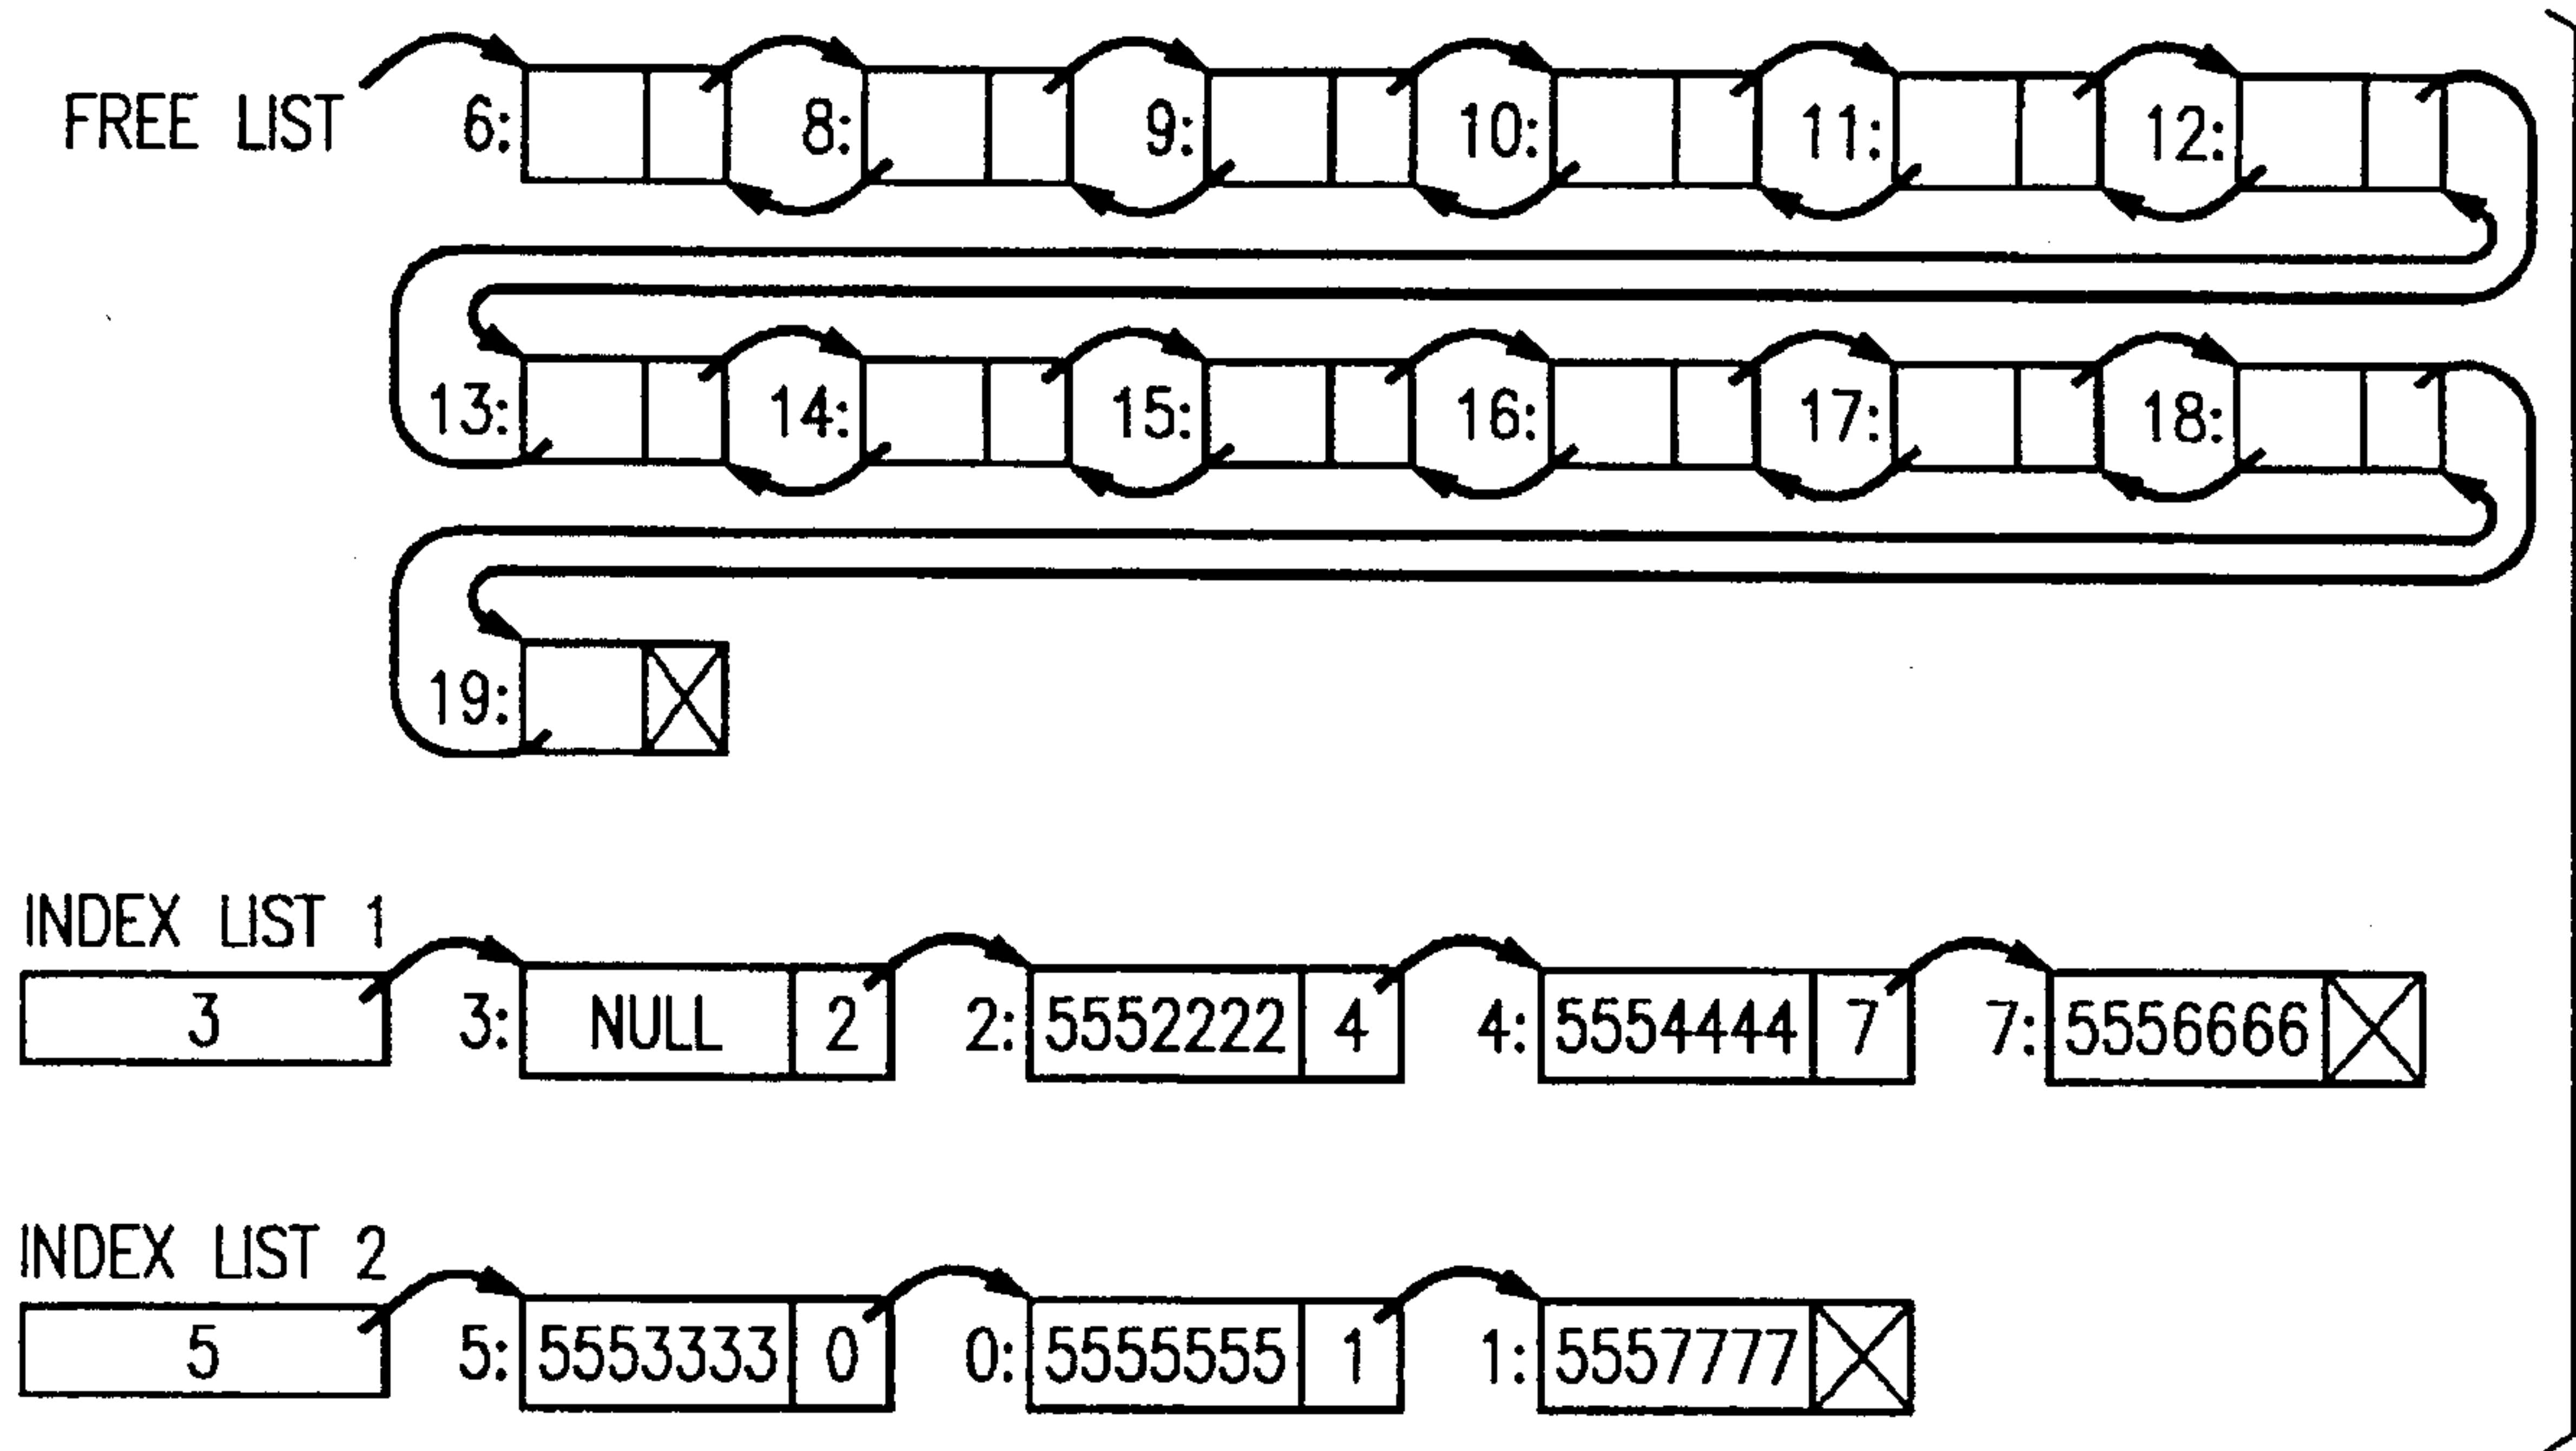 FREE LIST 6: 8: 9: 10: 11: 12:
13: 14: 15: 16: 17: 18:
19:
INDEX LIST 1
3 3: NULL 2 2: 5552222 4 4: 5554444 7 7: 5556666
INDEX LIST 2
5 5: 5553333 0 0: 5555555 1 1: 5557777